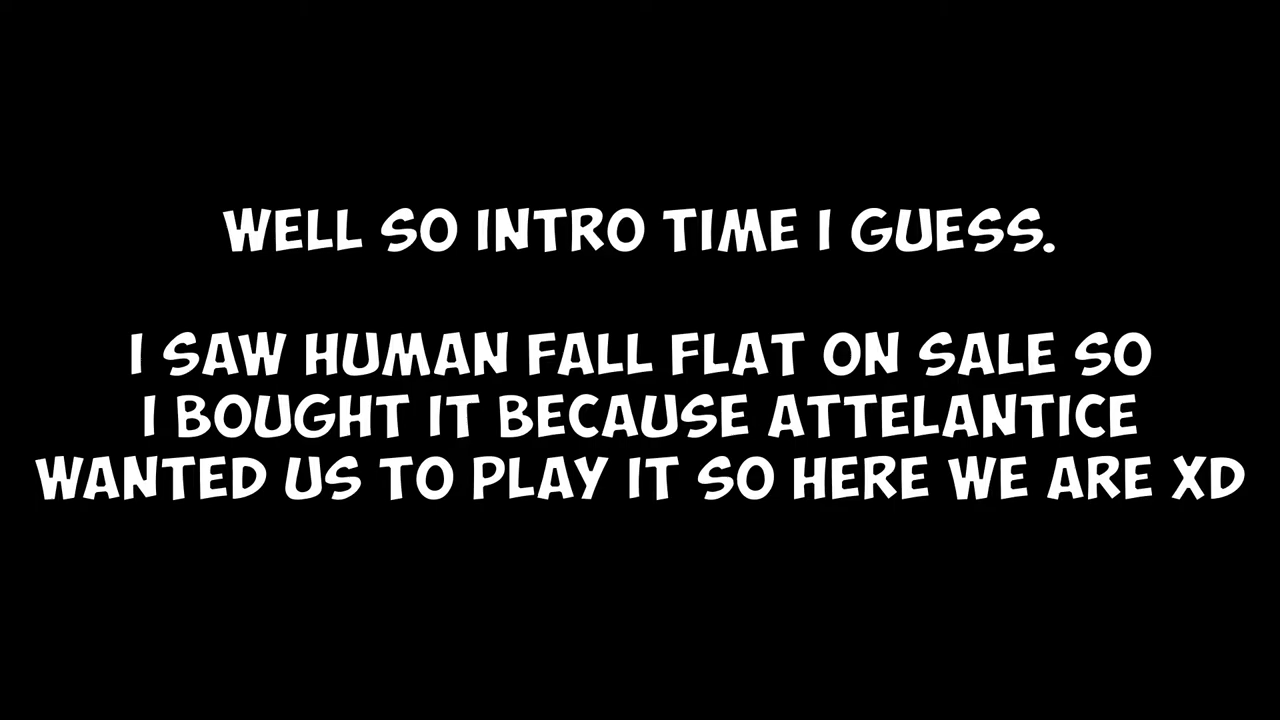 WELL SO INTRO TIME I GUESS.
I SAW HUMAN FALL FLAT ON SALE SO
I BOUGHT IT BECAUSE ATTELANTICE
WANTED US TO PLAY IT SO HERE WE ARE XD